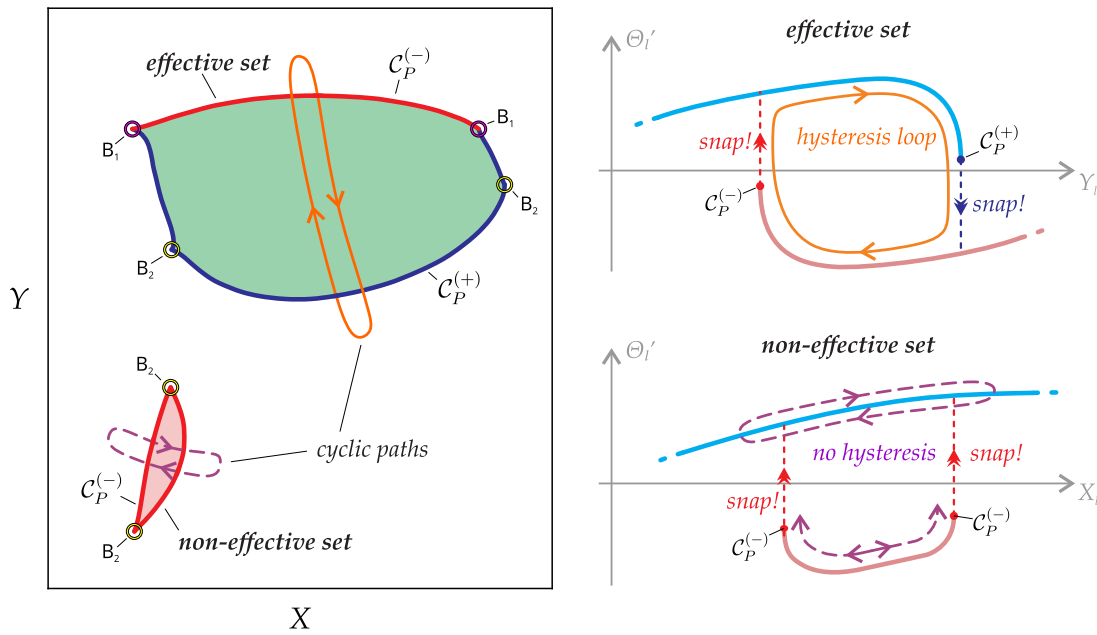 effective set
C_P^(-)
B₁
B₁
B₂
B₂
C_P^(+)
Y
B₂
cyclic paths
C_P^(-)
B₂
non-effective set
X
effective set
Θ_l′
hysteresis loop
snap!
C_P^(+)
Y_l
C_P^(-)
snap!
non-effective set
Θ_l′
no hysteresis
snap!
snap!
X_l
C_P^(-)
C_P^(-)